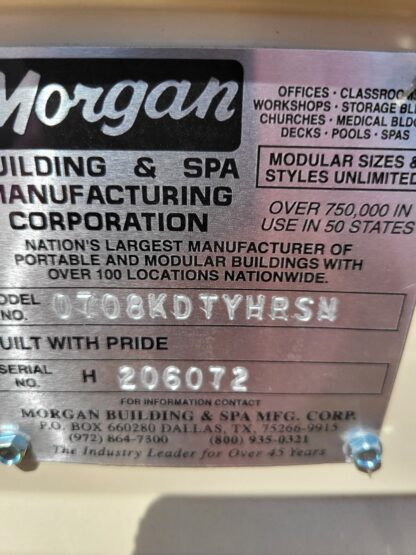 Morgan
OFFICES · CLASSROO
WORKSHOPS · STORAGE BL
CHURCHES · MEDICAL BLDG
DECKS · POOLS · SPAS
UILDING & SPA
MANUFACTURING
CORPORATION
MODULAR SIZES &
STYLES UNLIMITED
OVER 750,000 IN
USE IN 50 STATES
NATION'S LARGEST MANUFACTURER OF
PORTABLE AND MODULAR BUILDINGS WITH
OVER 100 LOCATIONS NATIONWIDE.
ODEL NO. 0708KDTYHRSN
UILT WITH PRIDE
SERIAL NO. H 206072
FOR INFORMATION CONTACT
MORGAN BUILDING & SPA MFG. CORP.
P.O. BOX 660280 DALLAS, TX. 75266-9915
(972) 864-7300 (800) 935-0321
The Industry Leader for Over 45 Years